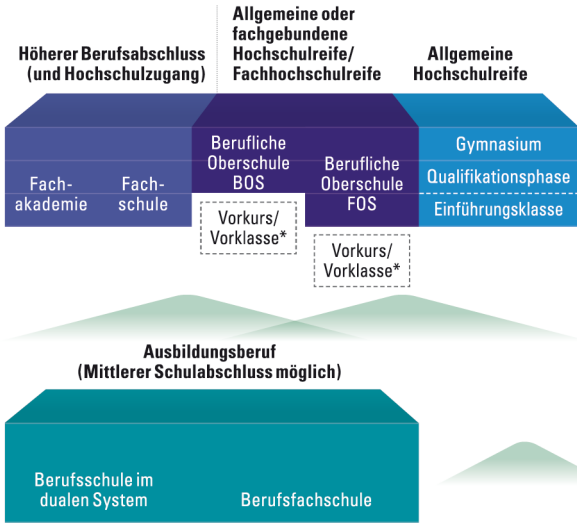 Höherer Berufsabschluss
(und Hochschulzugang)
Allgemeine oder
fachgebundene
Hochschulreife/
Fachhochschulreife
Allgemeine
Hochschulreife
Fach-
akademie
Fach-
schule
Berufliche
Oberschule
BOS
Vorkurs/
Vorklasse*
Berufliche
Oberschule
FOS
Vorkurs/
Vorklasse*
Gymnasium
Qualifikationsphase
Einführungsklasse
Ausbildungsberuf
(Mittlerer Schulabschluss möglich)
Berufsschule im
dualen System
Berufsfachschule